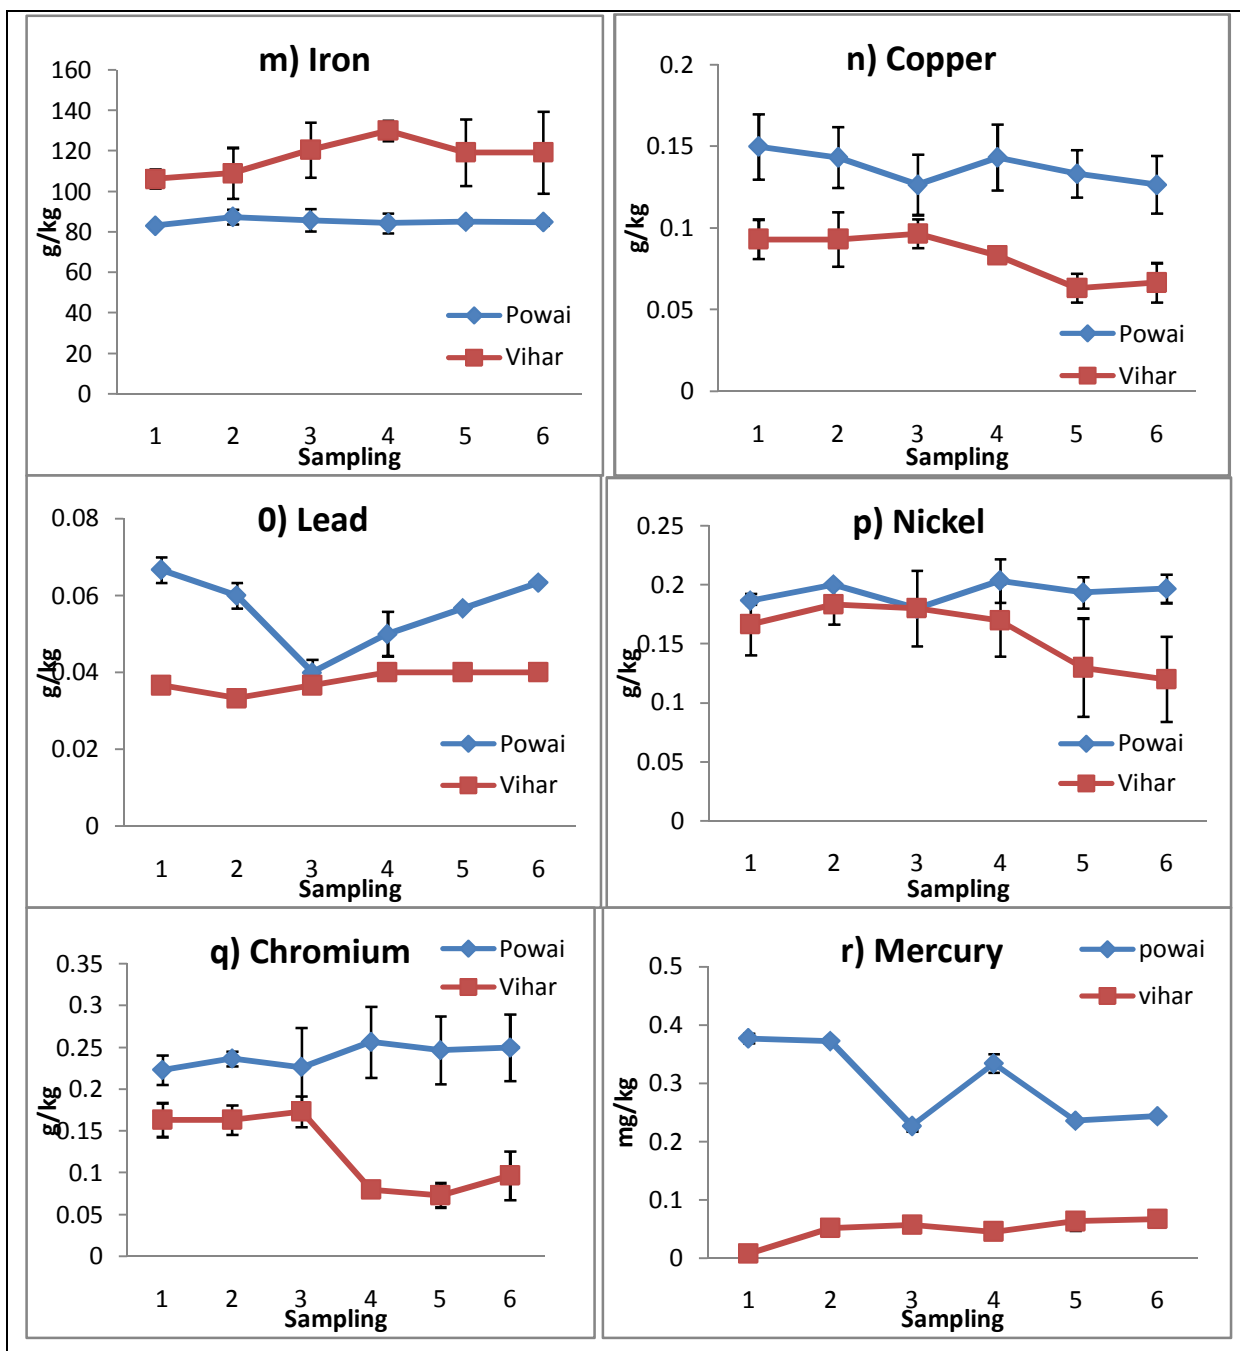 m) Iron
160
140
120
100
80
60
40
20
0
g/kg
Powai
Vihar
1 2 3 4 5 6
Sampling
n) Copper
0.2
0.15
0.1
0.05
0
g/kg
Powai
Vihar
1 2 3 4 5 6
Sampling
0) Lead
0.08
0.06
0.04
0.02
0
g/kg
Powai
Vihar
1 2 3 4 5 6
Sampling
p) Nickel
0.25
0.2
0.15
0.1
0.05
0
g/kg
Powai
Vihar
1 2 3 4 5 6
Sampling
q) Chromium
Powai
Vihar
0.35
0.3
0.25
0.2
0.15
0.1
0.05
0
g/kg
1 2 3 4 5 6
Sampling
r) Mercury
powai
vihar
0.5
0.4
0.3
0.2
0.1
0
mg/kg
1 2 3 4 5 6
Sampling